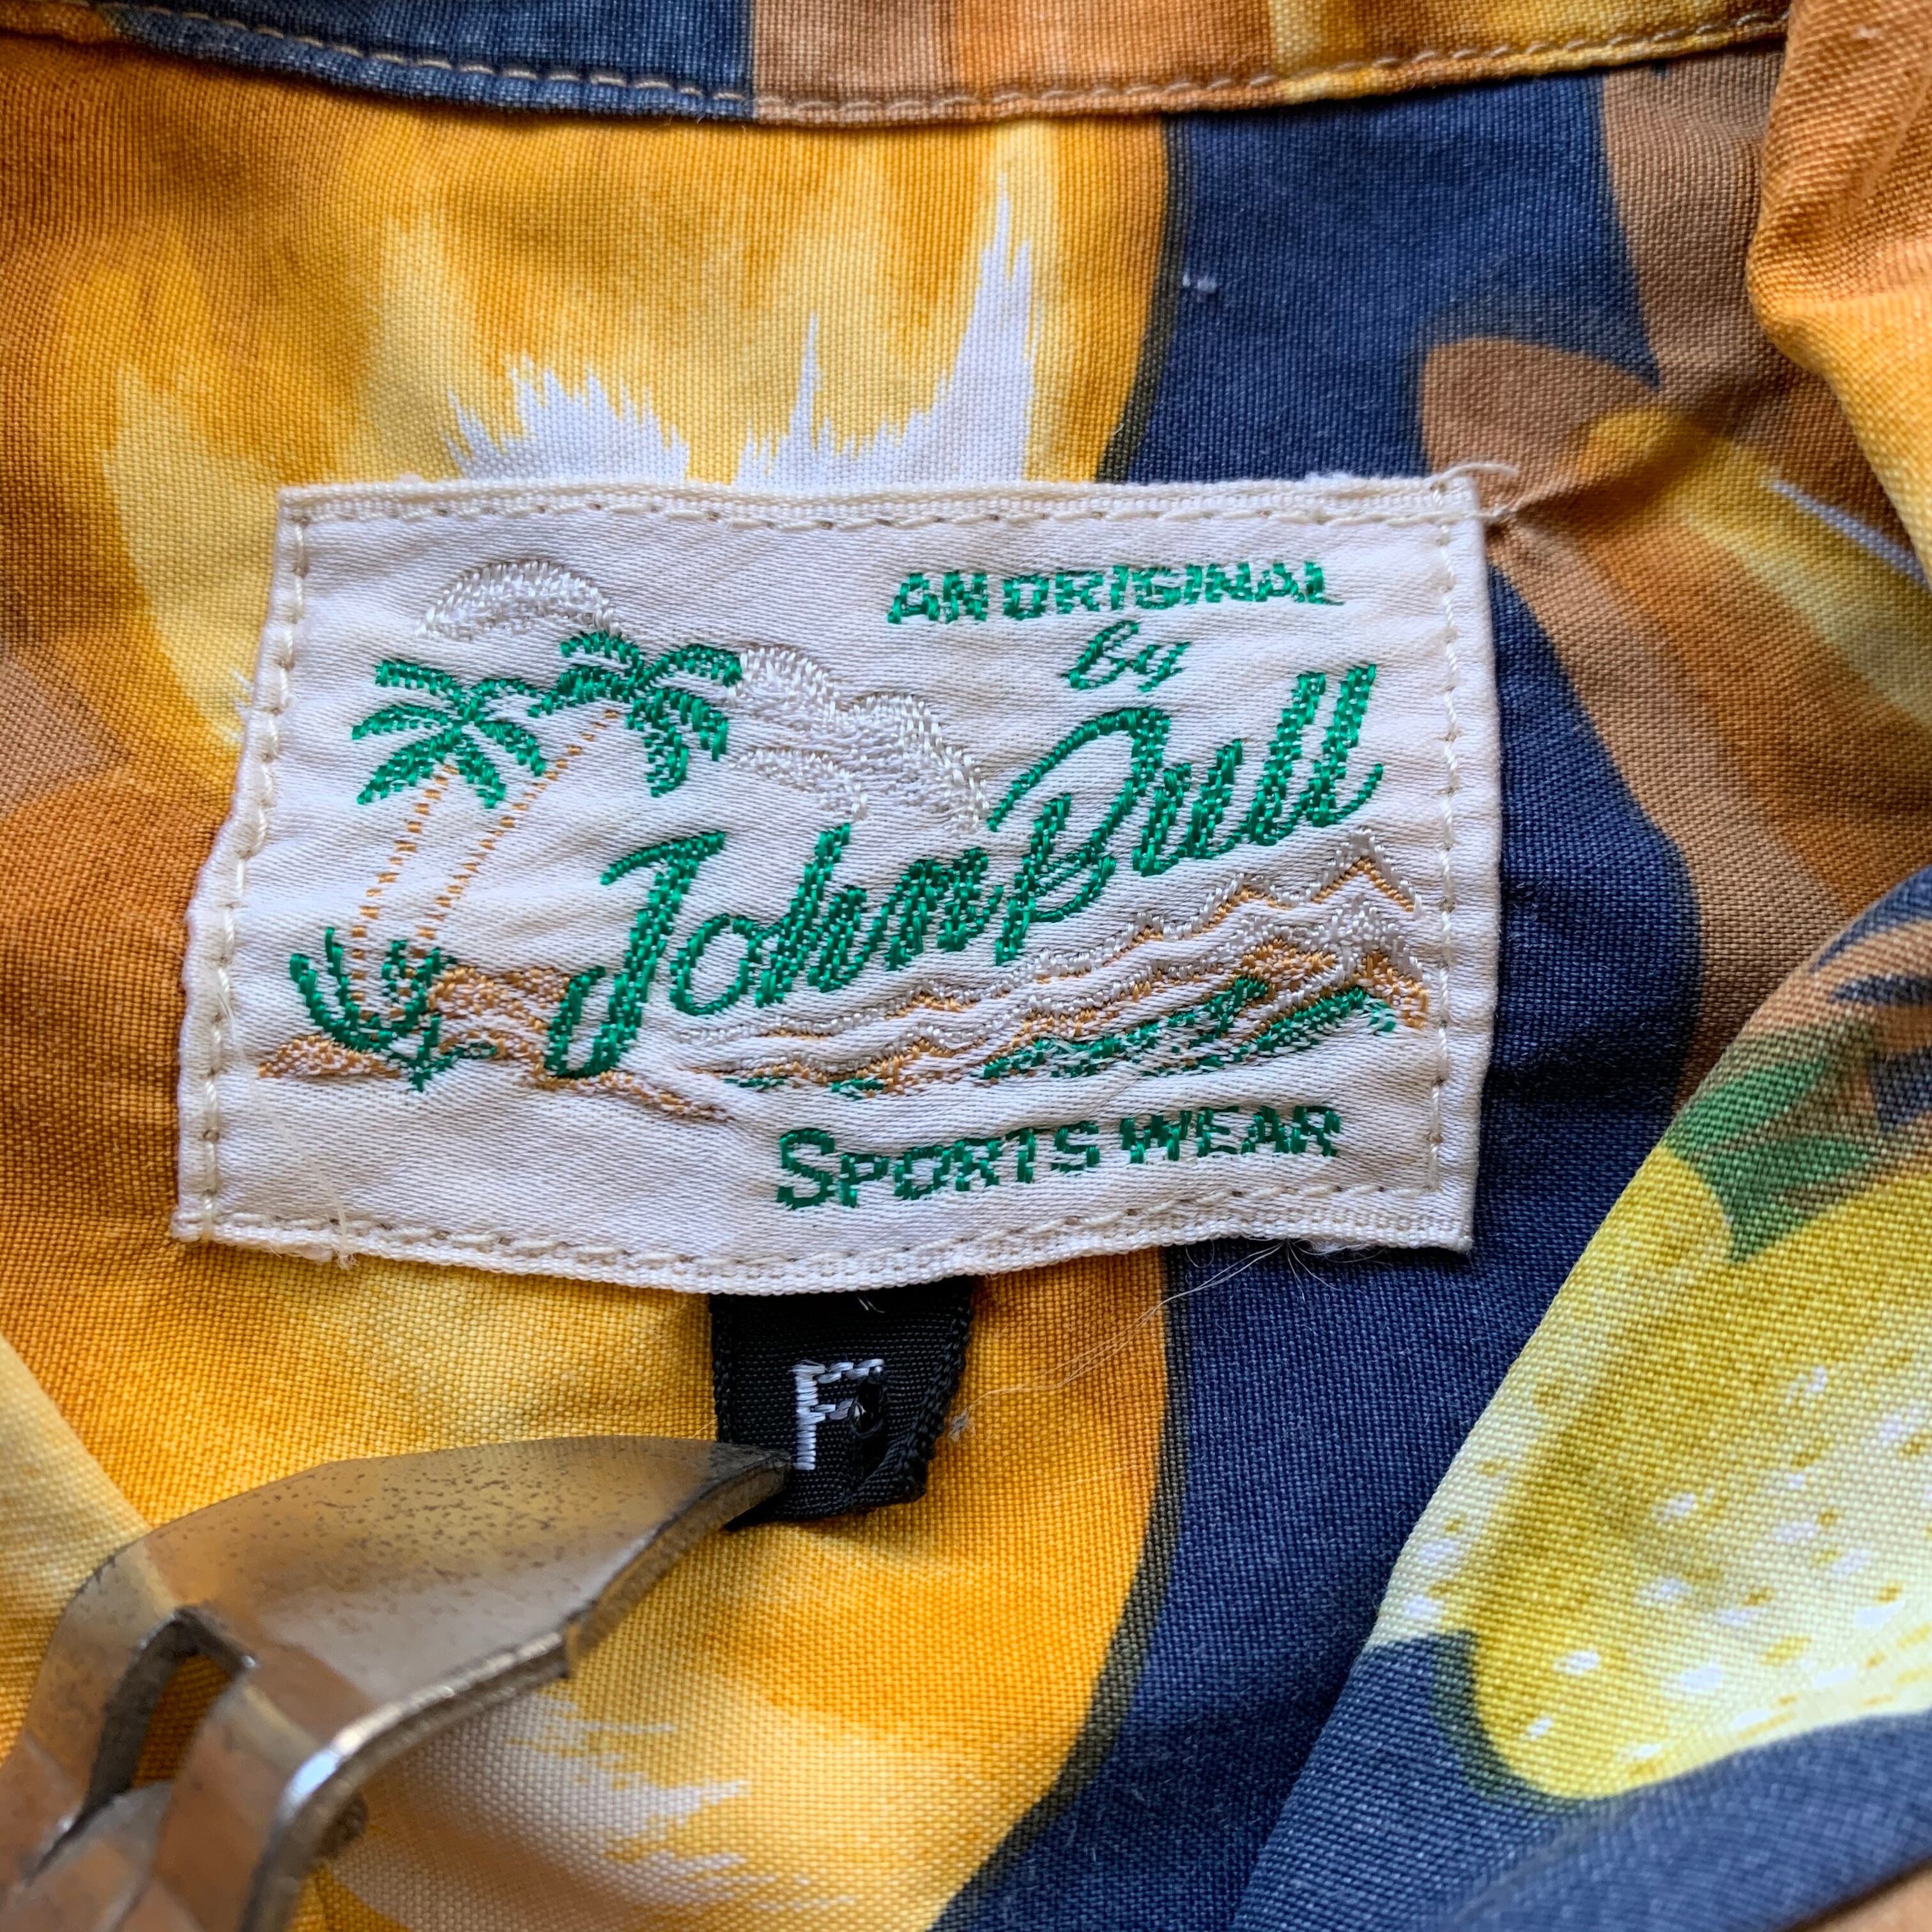 AN ORIGINAL
by
John Bull
SPORTS WEAR
F